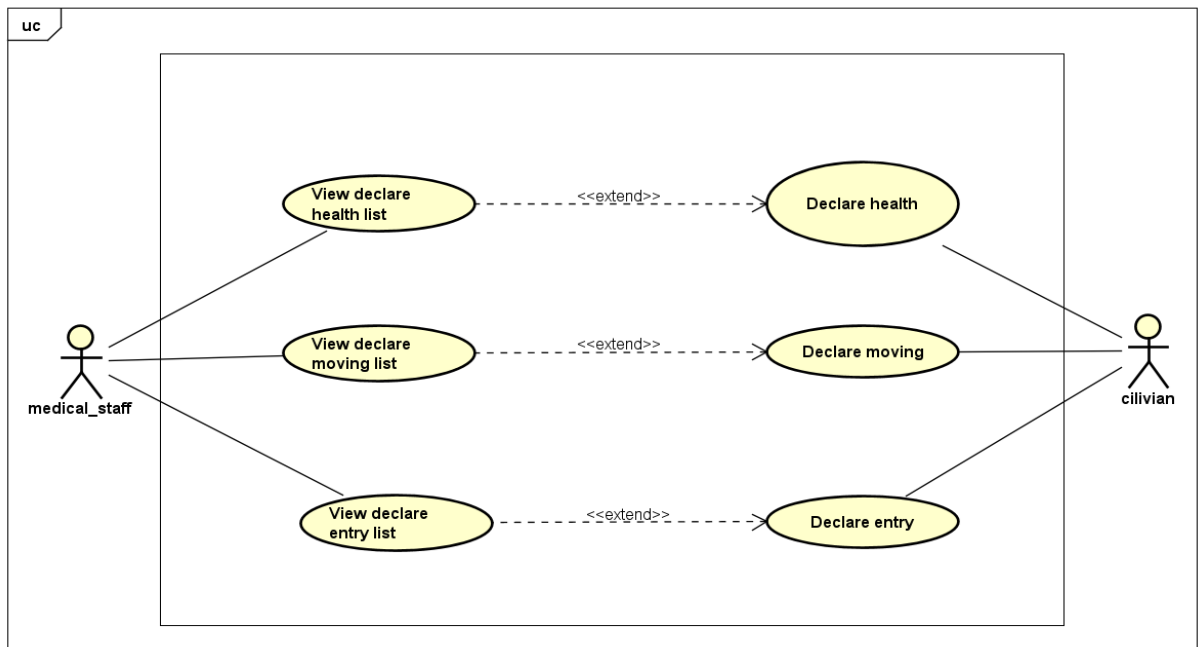 uc
View declare
health list
<<extend>>
Declare health
View declare
moving list
<<extend>>
Declare moving
medical_staff
cilivian
View declare
entry list
<<extend>>
Declare entry